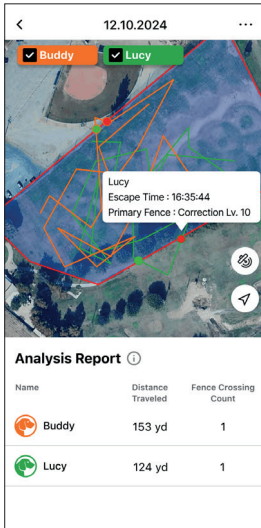 12.10.2024
Buddy
Lucy
Lucy
Escape Time : 16:35:44
Primary Fence : Correction Lv. 10
Analysis Report
Name
Distance Traveled
Fence Crossing Count
Buddy
153 yd
1
Lucy
124 yd
1